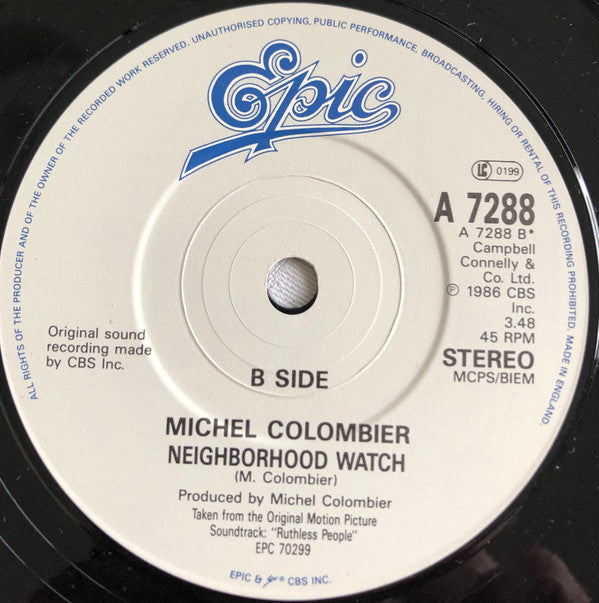 ALL RIGHTS OF THE PRODUCER AND OF THE OWNER OF THE RECORDED WORK RESERVED. UNAUTHORISED COPYING, PUBLIC PERFORMANCE, BROADCASTING, HIRING OR RENTAL OF THIS RECORDING PROHIBITED. MADE IN ENGLAND.
Epic
LC 0199
A 7288
A 7288 B*
Campbell
Connelly &
Co. Ltd.
℗ 1986 CBS
Inc.
3.48
45 RPM
STEREO
MCPS/BIEM
Original sound
recording made
by CBS Inc.
B SIDE
MICHEL COLOMBIER
NEIGHBORHOOD WATCH
(M. Colombier)
Produced by Michel Colombier
Taken from the Original Motion Picture
Soundtrack: "Ruthless People"
EPC 70299
EPIC & Epic ® CBS INC.